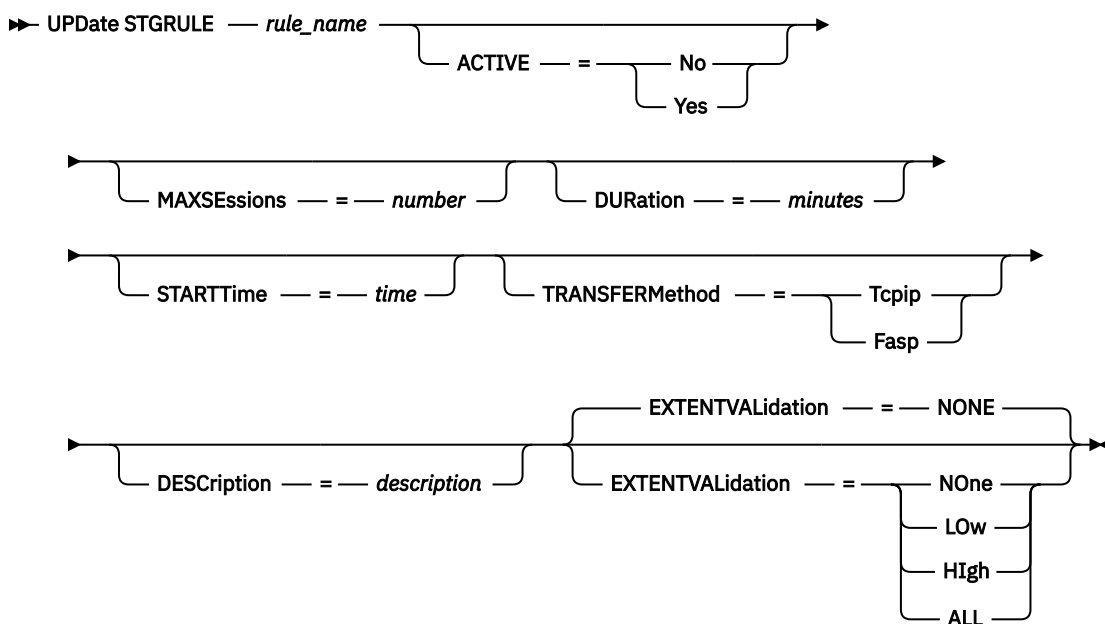 UPDate STGRULE rule_name
ACTIVE = No
Yes
MAXSEssions = number DURation = minutes
STARTTime = time TRANSFERMethod = Tcpip
Fasp
EXTENTVALidation = NONE
DESCription = description EXTENTVALidation = NOne
LOw
HIgh
ALL